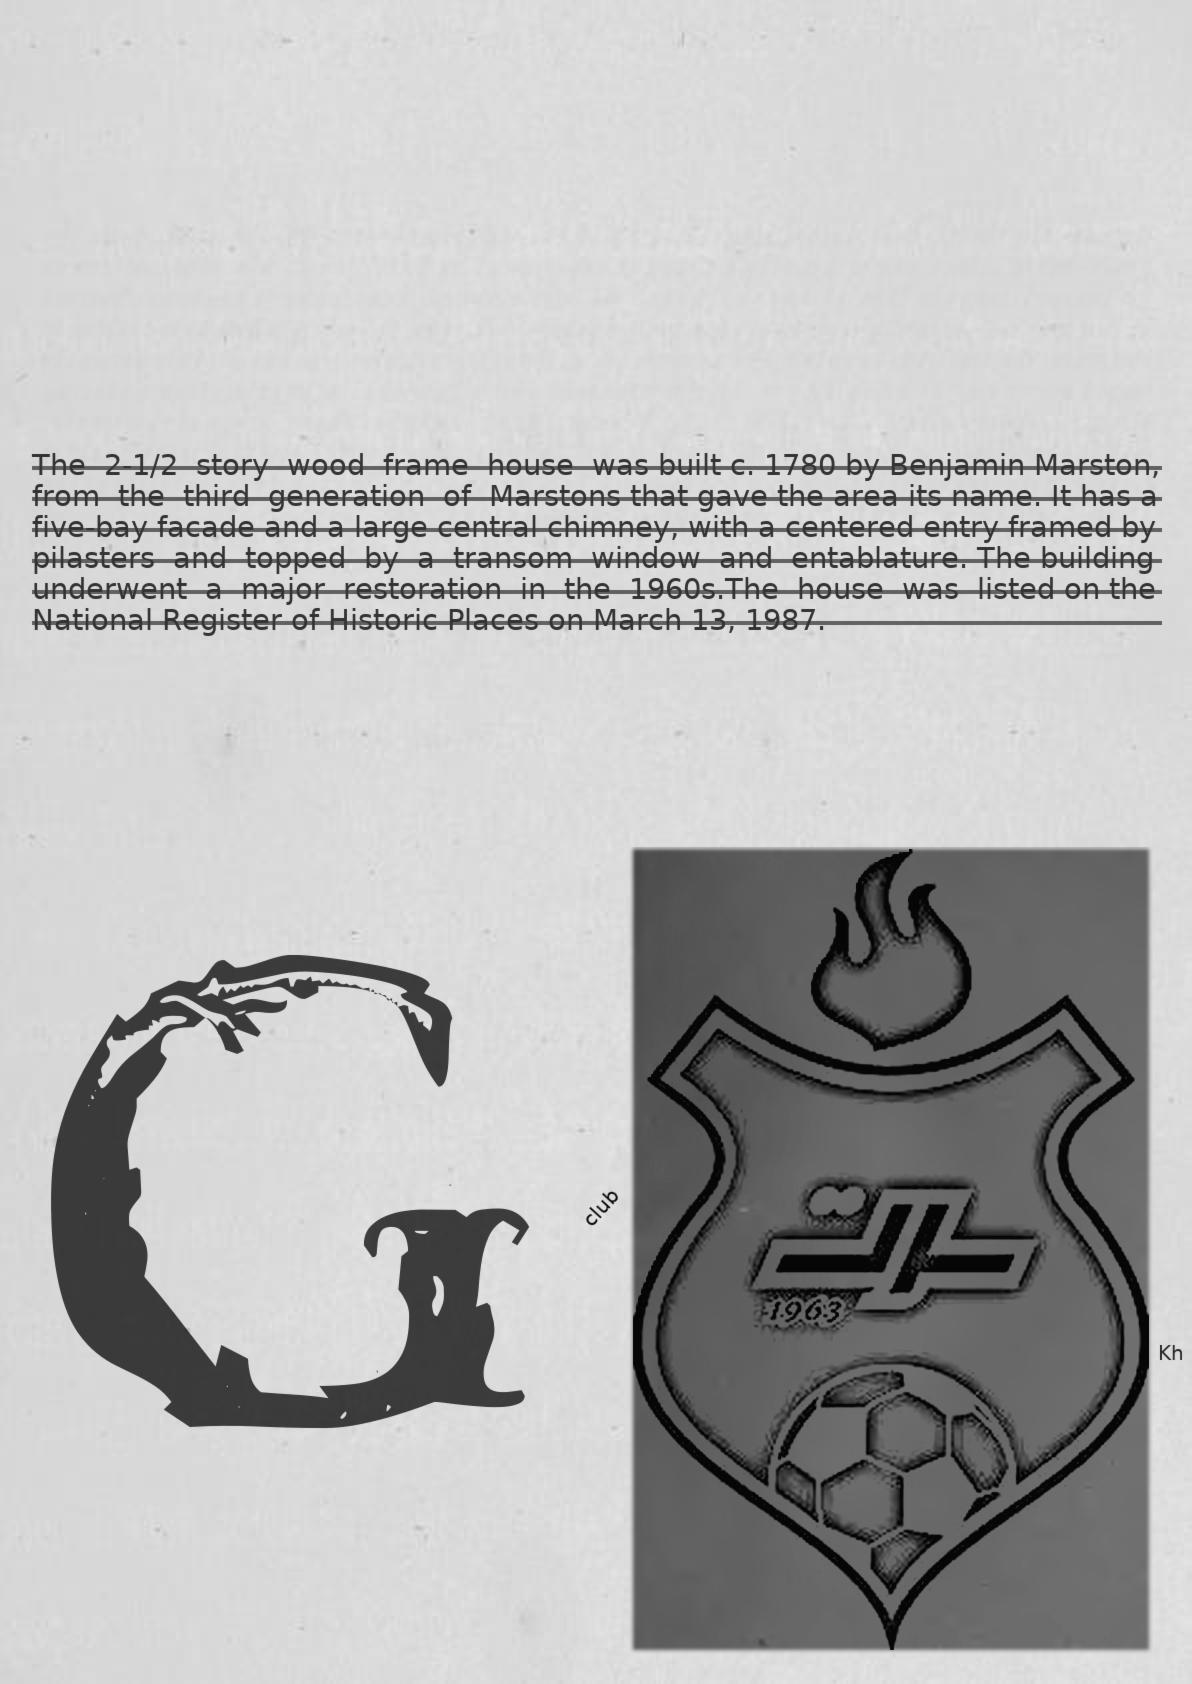 The 2-1/2 story wood frame house was built c. 1780 by Benjamin Marston,
from the third generation of Marstons that gave the area its name. It has a
five-bay facade and a large central chimney, with a centered entry framed by
pilasters and topped by a transom window and entablature. The building
underwent a major restoration in the 1960s.The house was listed on the
National Register of Historic Places on March 13, 1987.
G
club
1963
Kh